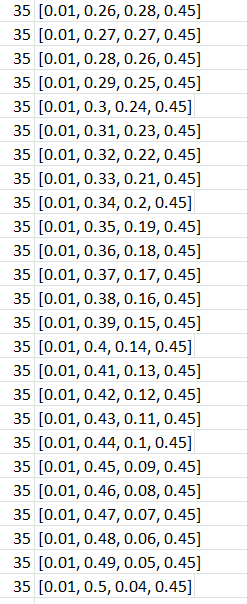 35 [0.01, 0.26, 0.28, 0.45]
35 [0.01, 0.27, 0.27, 0.45]
35 [0.01, 0.28, 0.26, 0.45]
35 [0.01, 0.29, 0.25, 0.45]
35 [0.01, 0.3, 0.24, 0.45]
35 [0.01, 0.31, 0.23, 0.45]
35 [0.01, 0.32, 0.22, 0.45]
35 [0.01, 0.33, 0.21, 0.45]
35 [0.01, 0.34, 0.2, 0.45]
35 [0.01, 0.35, 0.19, 0.45]
35 [0.01, 0.36, 0.18, 0.45]
35 [0.01, 0.37, 0.17, 0.45]
35 [0.01, 0.38, 0.16, 0.45]
35 [0.01, 0.39, 0.15, 0.45]
35 [0.01, 0.4, 0.14, 0.45]
35 [0.01, 0.41, 0.13, 0.45]
35 [0.01, 0.42, 0.12, 0.45]
35 [0.01, 0.43, 0.11, 0.45]
35 [0.01, 0.44, 0.1, 0.45]
35 [0.01, 0.45, 0.09, 0.45]
35 [0.01, 0.46, 0.08, 0.45]
35 [0.01, 0.47, 0.07, 0.45]
35 [0.01, 0.48, 0.06, 0.45]
35 [0.01, 0.49, 0.05, 0.45]
35 [0.01, 0.5, 0.04, 0.45]